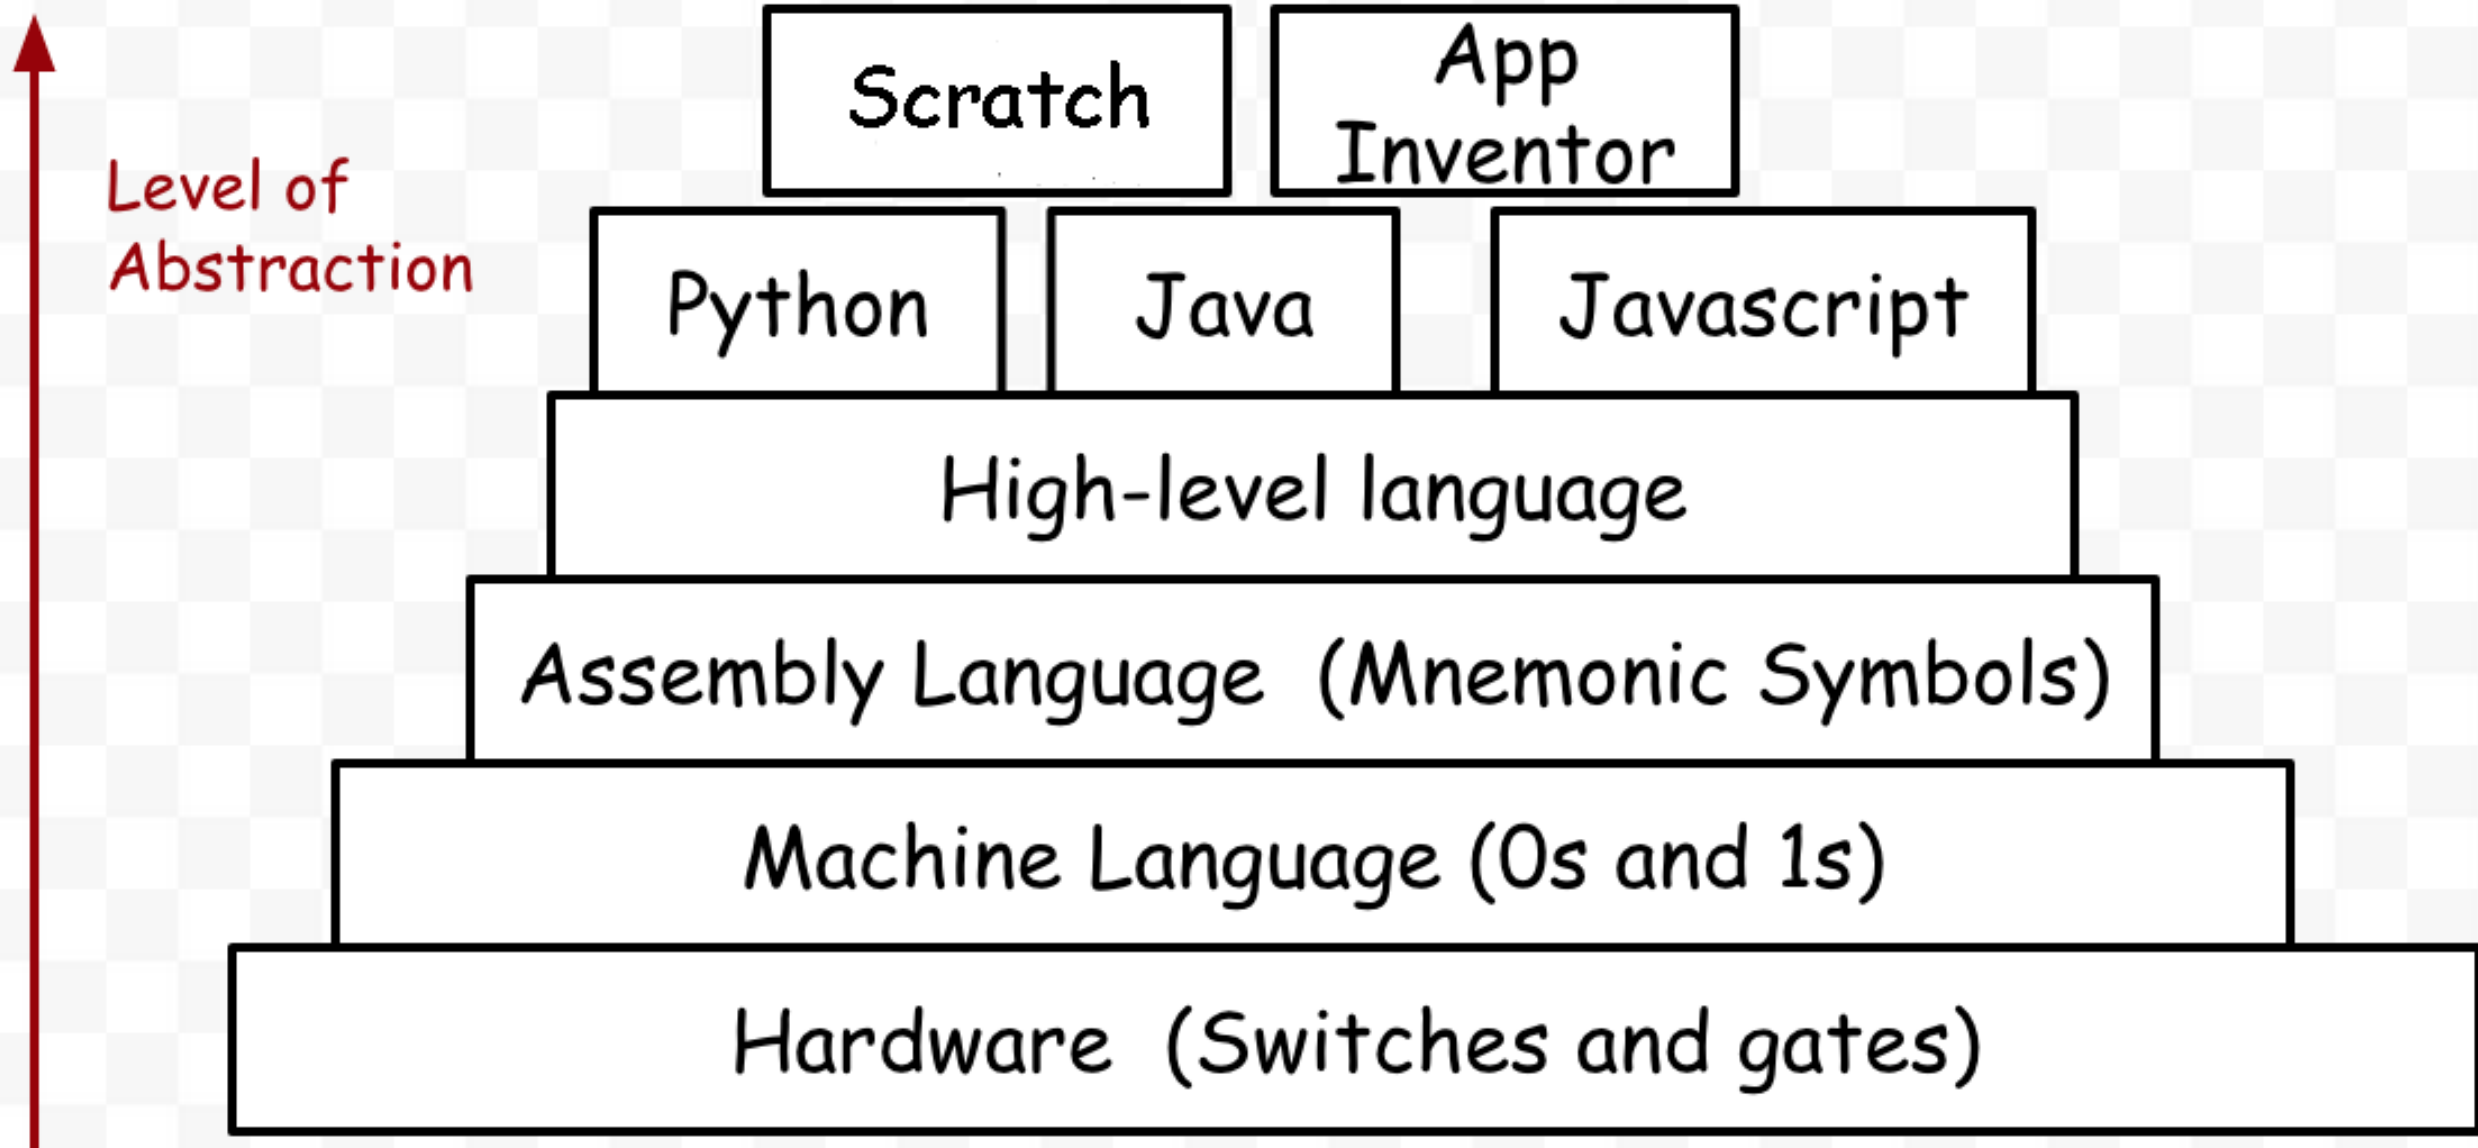 Scratch
App
Inventor
Level of
Abstraction
Python
Java
Javascript
High-level language
Assembly Language (Mnemonic Symbols)
Machine Language (0s and 1s)
Hardware (Switches and gates)